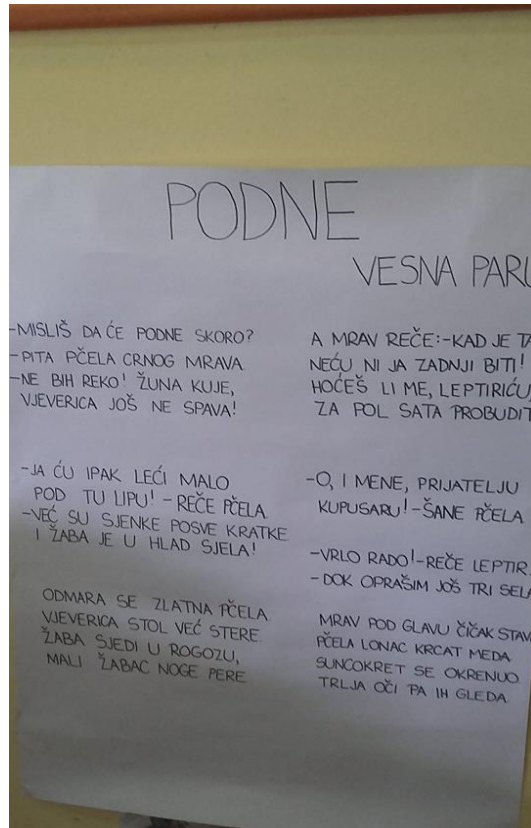 PODNE
VESNA PARU
-MISLIŠ DA ĆE PODNE SKORO?
-PITA PČELA CRNOG MRAVA
-NE BIH REKO! ŽUNA KUJE,
VJEVERICA JOŠ NE SPAVA!
-JA ĆU IPAK LEĆI MALO
POD TU LIPU! -REČE PČELA
-VEĆ SU SJENKE POSVE KRATKE
I ŽABA JE U HLAD SJELA!
ODMARA SE ZLATNA PČELA
VJEVERICA STOL VEĆ STERE
ŽABA SJEDI U ROGOZU,
MALI ŽABAC NOGE PERE
A MRAV REČE:-KAD JE TA
NEĆU NI JA ZADNJI BITI!
HOĆEŠ LI ME, LEPTIRIĆU,
ZA POL SATA PROBUDIT
-O, I MENE, PRIJATELJU
KUPUSARU!-ŠANE PČELA
-VRLO RADO!-REČE LEPTIR
- DOK OPRAŠIM JOŠ TRI SELA
MRAV POD GLAVU ČIČAK STAV
PČELA LONAC KRCAT MEDA
SUNCOKRET SE OKRENUO
TRLJA OČI PA IH GLEDA